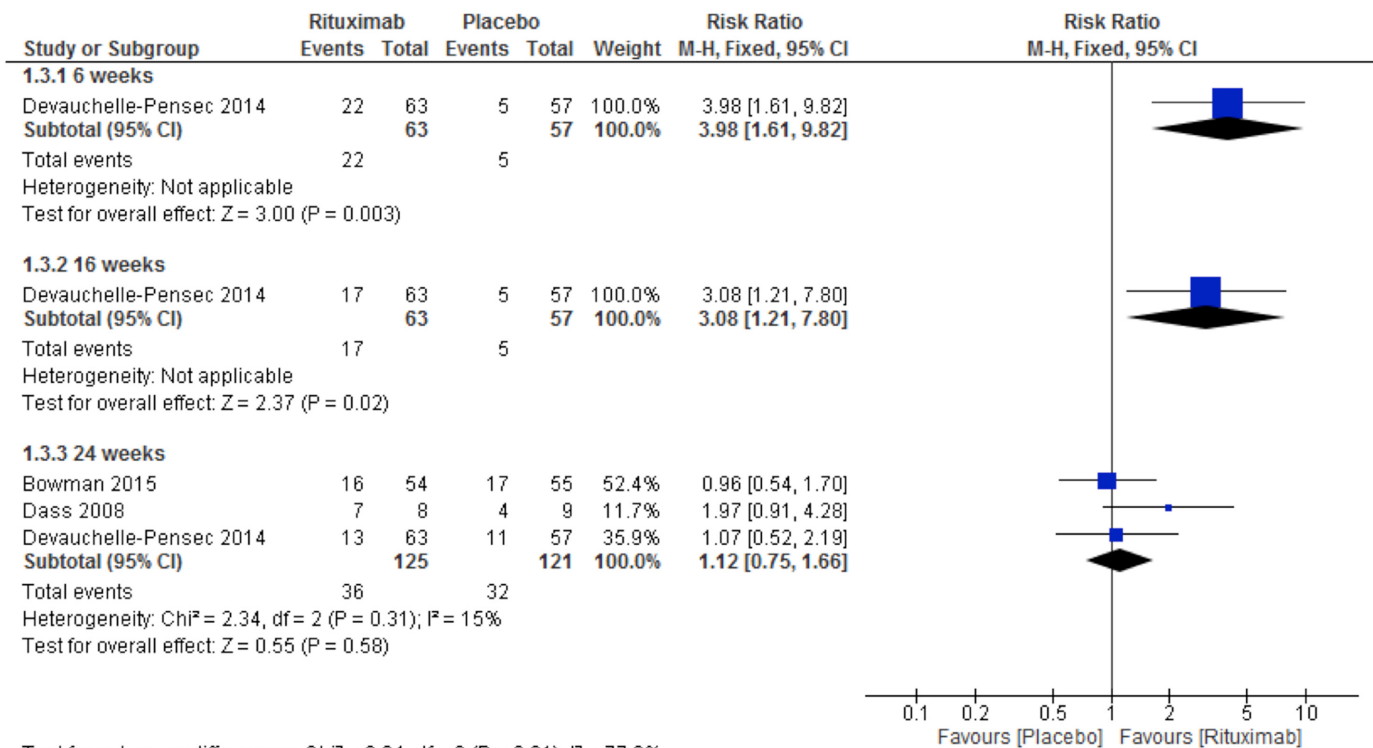 Rituximab Placebo Risk Ratio Risk Ratio
Study or Subgroup Events Total Events Total Weight M-H, Fixed, 95% CI M-H, Fixed, 95% CI
1.3.1 6 weeks
Devauchelle-Pensec 2014 22 63 5 57 100.0% 3.98 [1.61, 9.82]
Subtotal (95% CI) 63 57 100.0% 3.98 [1.61, 9.82]
Total events 22 5
Heterogeneity: Not applicable
Test for overall effect: Z = 3.00 (P = 0.003)
1.3.2 16 weeks
Devauchelle-Pensec 2014 17 63 5 57 100.0% 3.08 [1.21, 7.80]
Subtotal (95% CI) 63 57 100.0% 3.08 [1.21, 7.80]
Total events 17 5
Heterogeneity: Not applicable
Test for overall effect: Z = 2.37 (P = 0.02)
1.3.3 24 weeks
Bowman 2015 16 54 17 55 52.4% 0.96 [0.54, 1.70]
Dass 2008 7 8 4 9 11.7% 1.97 [0.91, 4.28]
Devauchelle-Pensec 2014 13 63 11 57 35.9% 1.07 [0.52, 2.19]
Subtotal (95% CI) 125 121 100.0% 1.12 [0.75, 1.66]
Total events 36 32
Heterogeneity: Chi² = 2.34, df = 2 (P = 0.31); I² = 15%
Test for overall effect: Z = 0.55 (P = 0.58)
0.1 0.2 0.5 1 2 5 10
Favours [Placebo] Favours [Rituximab]